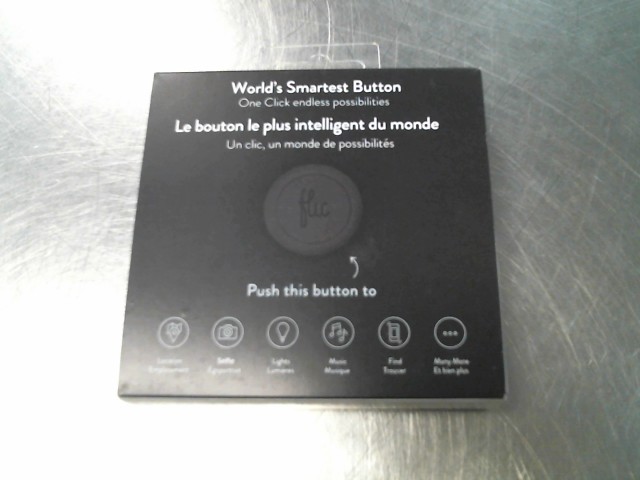 World's Smartest Button
One Click endless possibilities
Le bouton le plus intelligent du monde
Un clic, un monde de possibilités
flic
Push this button to
Location Selfie Lights Music Find Many More
Emplacement Égoportrait Lumières Musique Trouver Et bien plus